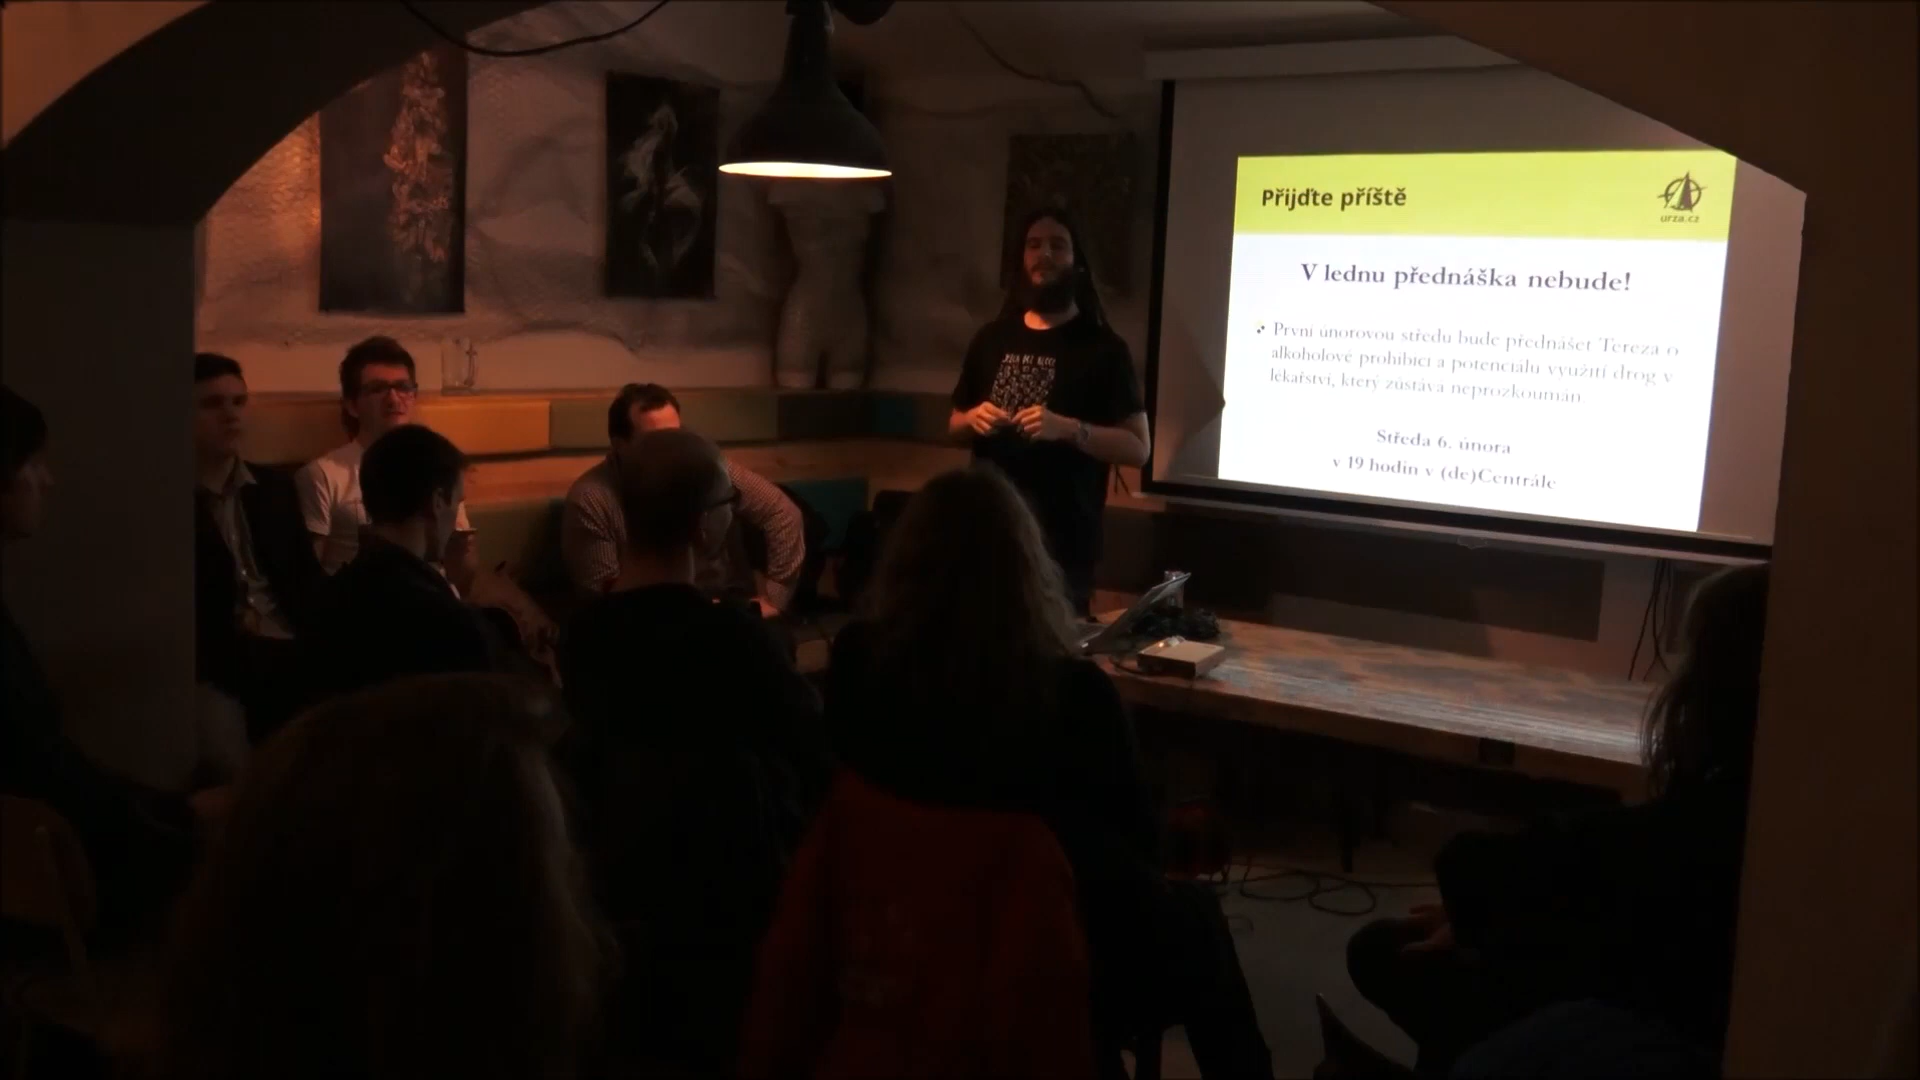 Přijďte příště
urza.cz
V lednu přednáška nebude!
První únorovou středu bude přednášet Tereza o
alkoholové prohibici a potenciálu využití drog v
lékařství, který zůstává neprozkoumán.
Středa 6. února
v 19 hodin v (de)Centrále